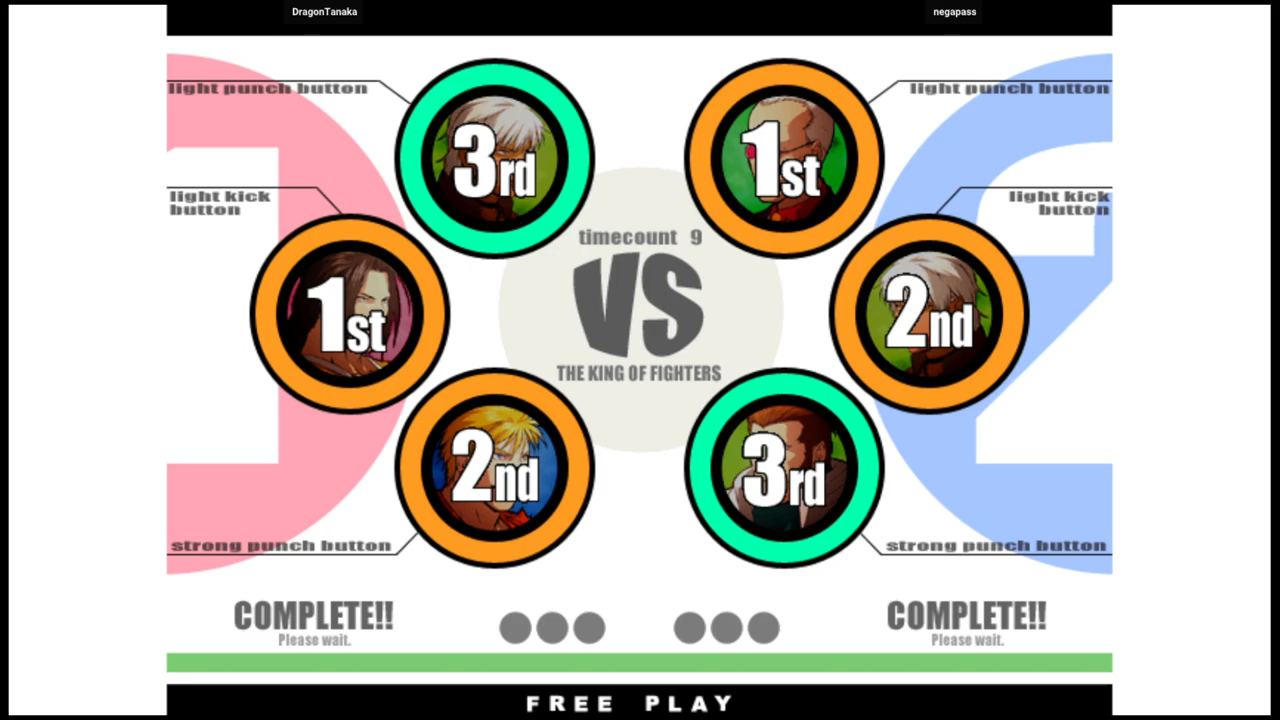 DragonTanaka
negapass
light punch button
light punch button
3rd
1st
light kick
button
light kick
button
timecount 9
VS
THE KING OF FIGHTERS
1st
2nd
2nd
3rd
strong punch button
strong punch button
COMPLETE!!
Please wait.
COMPLETE!!
Please wait.
FREE PLAY
1
2